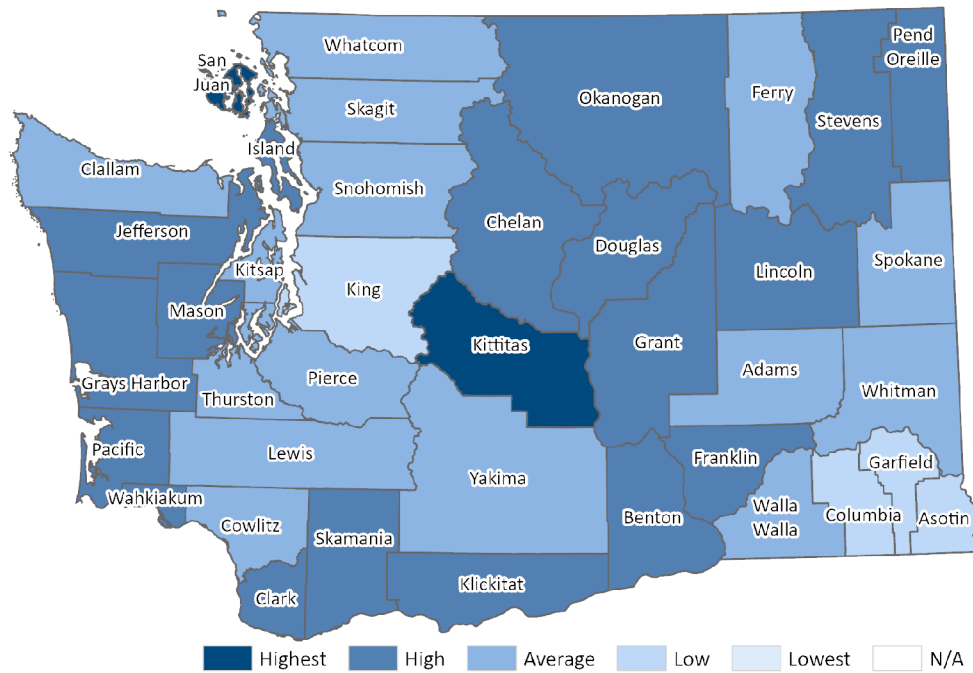 Whatcom
San
Juan
Skagit
Island
Okanogan
Ferry
Pend
Oreille
Stevens
Clallam
Snohomish
Chelan
Jefferson
Douglas
Kitsap
King
Lincoln
Spokane
Mason
Kittitas
Grant
Grays Harbor
Thurston
Pierce
Adams
Whitman
Pacific
Lewis
Yakima
Franklin
Garfield
Wahkiakum
Cowlitz
Skamania
Benton
Walla
Walla
Columbia
Asotin
Clark
Klickitat
Highest
High
Average
Low
Lowest
N/A